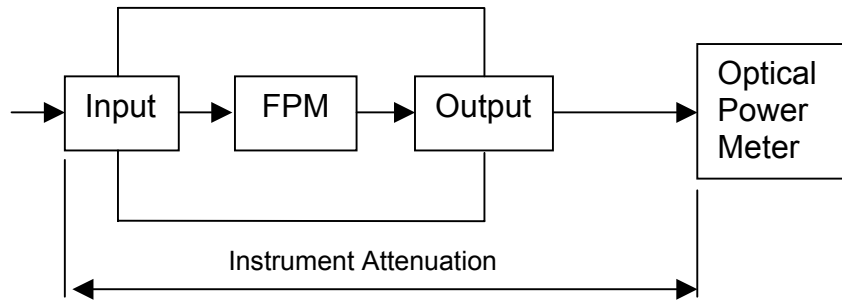 Input
FPM
Output
Optical
Power
Meter
Instrument Attenuation